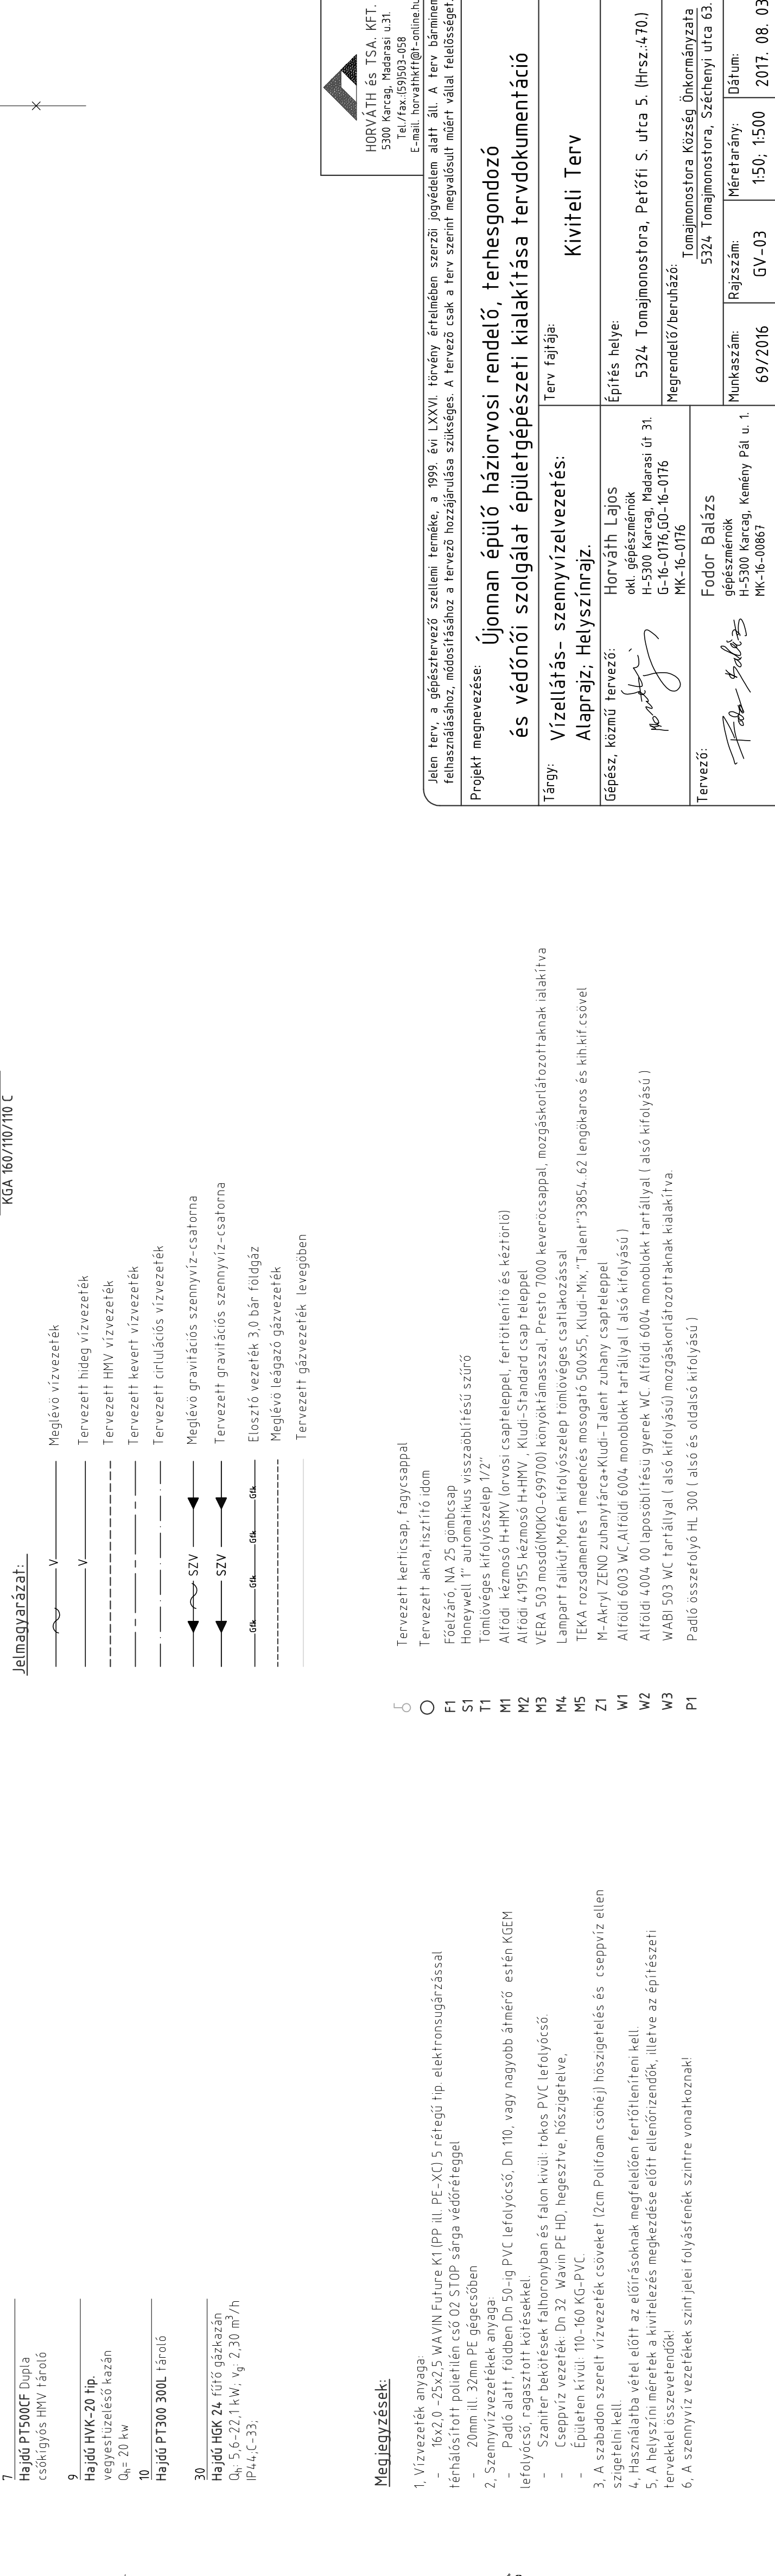 7
Hajdú PT500CF Dupla
csőkígyós HMV tároló
9
Hajdú HVK-20 tip.
vegyestüzelésű kazán
Qh= 20 kw
10
Hajdú PT300 300L tároló
30
Hajdú HGK 24 fűtő gázkazán
Qh: 5,6-22,1 kW; vg: 2,30 m³/h
IP44;C-33;
Megjegyzések:
1, Vízvezeték anyaga:
- 16x2,0 -25x2,5 WAVIN Future K1 (PP ill. PE-XC) 5 rétegű tip. elektronsugárzással
térhálósított polietilén cső O2 STOP sárga védőréteggel
- 20mm ill. 32mm PE gégecsőben
2, Szennyvízvezetékek anyaga:
- Padló alatt, földben Dn 50-ig PVC lefolyócső, Dn 110, vagy nagyobb átmérő estén KGEM
lefolyócső, ragasztott kötésekkel.
- Szaniter bekötések falhoronyban és falon kívül: tokos PVC lefolyócső.
- Cseppvíz vezeték: Dn 32 Wavin PE HD, hegesztve, hőszigetelve,
- Épületen kívül: 110-160 KG-PVC.
3, A szabadon szerelt vízvezeték csöveket (2cm Polifoam csőhéj) hőszigetelés és cseppvíz ellen
szigetelni kell.
4, Használatba vétel előtt az előírásoknak megfelelően fertőtleníteni kell.
5, A helyszíni méretek a kivitelezés megkezdése előtt ellenőrizendők, illetve az építészeti
tervekkel összevetendők!
6, A szennyvíz vezetékek szintjelei folyásfenék szintre vonatkoznak!
KGA 160/110/110 C
Jelmagyarázat:
V Meglévő vízvezeték
V Tervezett hideg vízvezeték
Tervezett HMV vízvezeték
Tervezett kevert vízvezeték
Tervezett cirlulációs vízvezeték
SZV Meglévő gravitációs szennyvíz-csatorna
SZV Tervezett gravitációs szennyvíz-csatorna
Gfk Gfk Gfk Gfk Elosztó vezeték 3,0 bár földgáz
Meglévő leágazó gázvezeték
Tervezett gázvezeték levegőben
Tervezett kerticsap, fagycsappal
Tervezett akna,tisztító idom
F1 Főelzáró, NA 25 gömbcsap
S1 Honeywell 1" automatikus visszaöblítésű szűrő
T1 Tömlővéges kifolyószelep 1/2"
M1 Alfödi kézmosó H+HMV (orvosi csapteleppel, fertőtlenítő és kéztörlő)
M2 Alfödi 419155 kézmosó H+HMV , Kludi-Standard csap teleppel
M3 VERA 503 mosdó(MOKO-699700) könyöktámasszal, Presto 7000 keverőcsappal, mozgáskorlátozottaknak ialakítva
M4 Lampart falikút,Mofém kifolyószelep tömlővéges csatlakozással
M5 TEKA rozsdamentes 1 medencés mosogató 500x55, Kludi-Mix,"Talent"33854..62 lengőkaros és kih.kif.csővel
Z1 M-Akryl ZENO zuhanytárca+Kludi-Talent zuhany csapteleppel
W1 Alföldi 6003 WC,Alföldi 6004 monoblokk tartállyal ( alsó kifolyású )
W2 Alföldi 4004 00 laposöblítésű gyerek WC. Alföldi 6004 monoblokk tartállyal ( alsó kifolyású )
W3 WABI 503 WC tartállyal ( alsó kifolyású) mozgáskorlátozottaknak kialakítva.
P1 Padló összefolyó HL 300 ( alsó és oldalsó kifolyású )
HORVÁTH és TSA. KFT.
5300 Karcag, Madarasi u.31.
Tel./fax.:(59)503-058
E-mail. horvathkft@t-online.hu
Jelen terv, a gépésztervező szellemi terméke, a 1999. évi LXXVI. törvény értelmében szerzői jogvédelem alatt áll. A terv bárminem
felhasználásához, módosításához a tervező hozzájárulása szükséges. A tervező csak a terv szerint megvalósult műért vállal felelősséget.
Projekt megnevezése:
Újonnan épülő háziorvosi rendelő, terhesgondozó
és védőnői szolgálat épületgépészeti kialakítása tervdokumentáció
Tárgy:
Vízellátás- szennyvízelvezetés:
Alaprajz; Helyszínrajz.
Terv fajtája:
Kiviteli Terv
Gépész, közmű tervező:
Horváth Lajos
okl. gépészmérnök
H-5300 Karcag, Madarasi út 31.
G-16-0176,GO-16-0176
MK-16-0176
Építés helye:
5324 Tomajmonostora, Petőfi S. utca 5. (Hrsz.:470.)
Megrendelő/beruházó:
Tomajmonostora Község Önkormányzata
5324 Tomajmonostora, Széchenyi utca 63.
Tervező:
Fodor Balázs
Fodor Balázs
gépészmérnök
H-5300 Karcag, Kemény Pál u. 1.
MK-16-00867
Munkaszám:
69/2016
Rajzszám:
GV-03
Méretarány:
1:50; 1:500
Dátum:
2017. 08. 03